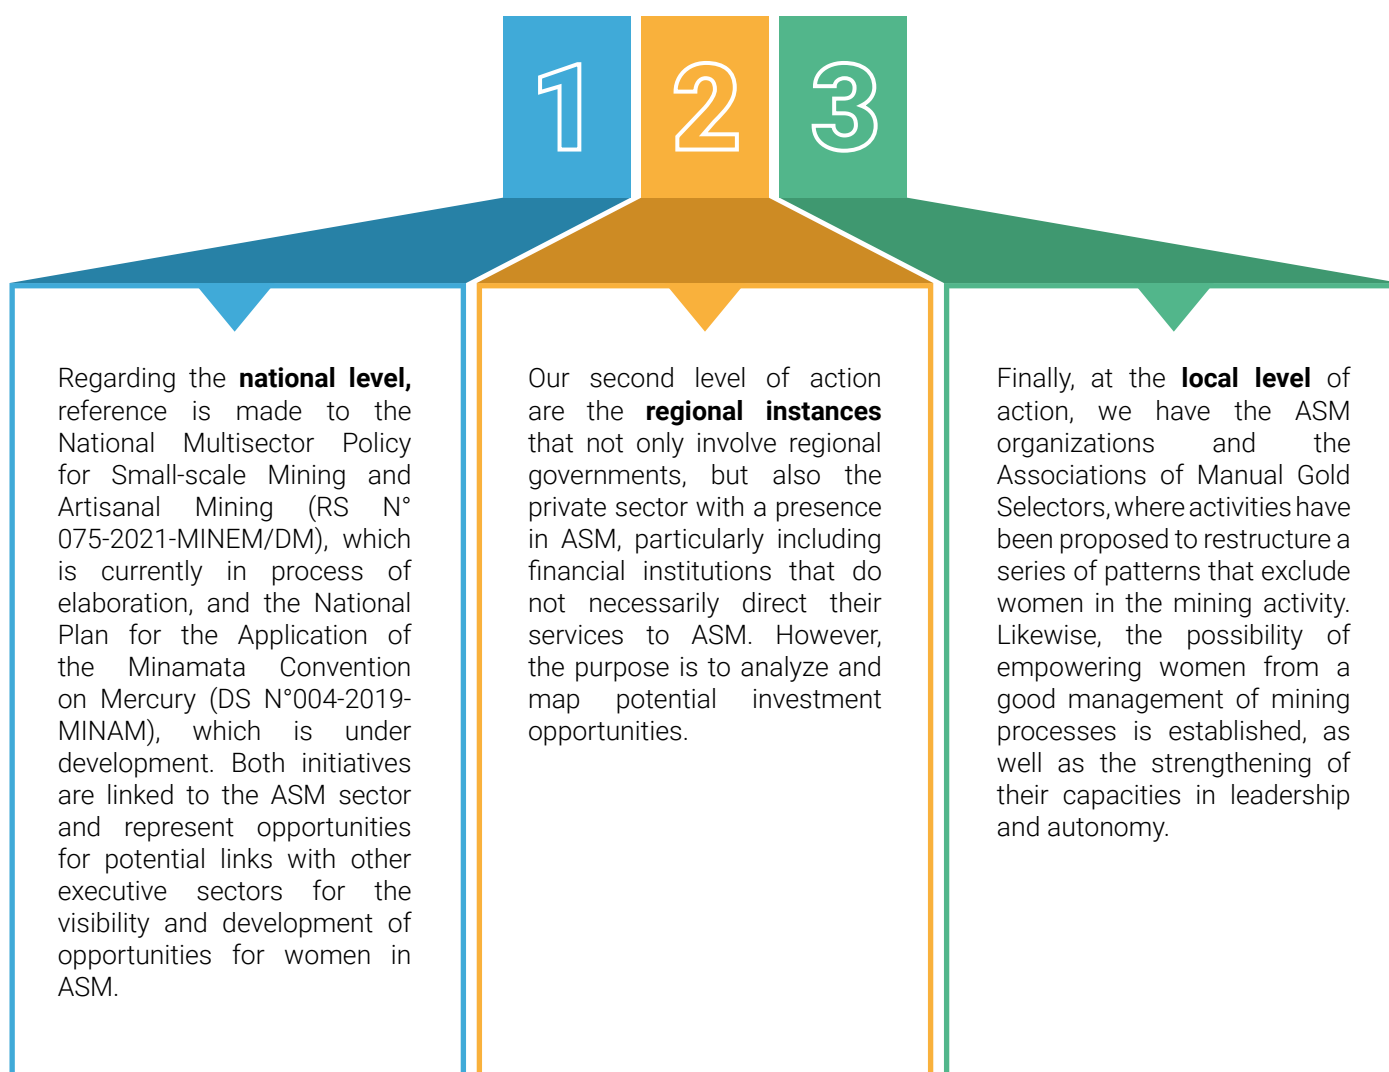 1
2
3
Regarding the national level,
reference is made to the
National Multisector Policy
for Small-scale Mining and
Artisanal Mining (RS N°
075-2021-MINEM/DM), which
is currently in process of
elaboration, and the National
Plan for the Application of
the Minamata Convention
on Mercury (DS N°004-2019-
MINAM), which is under
development. Both initiatives
are linked to the ASM sector
and represent opportunities
for potential links with other
executive sectors for the
visibility and development of
opportunities for women in
ASM.
Our second level of action
are the regional instances
that not only involve regional
governments, but also the
private sector with a presence
in ASM, particularly including
financial institutions that do
not necessarily direct their
services to ASM. However,
the purpose is to analyze and
map potential investment
opportunities.
Finally, at the local level of
action, we have the ASM
organizations and the
Associations of Manual Gold
Selectors, where activities have
been proposed to restructure a
series of patterns that exclude
women in the mining activity.
Likewise, the possibility of
empowering women from a
good management of mining
processes is established, as
well as the strengthening of
their capacities in leadership
and autonomy.